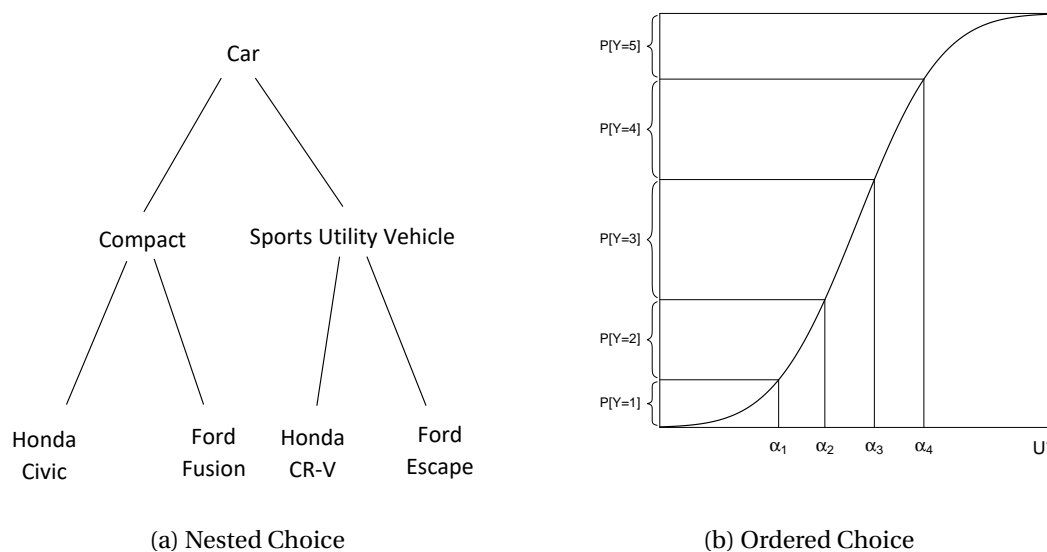 Car
Compact
Sports Utility Vehicle
Honda
Civic
Ford
Fusion
Honda
CR-V
Ford
Escape
(a) Nested Choice
P[Y=5]
P[Y=4]
P[Y=3]
P[Y=2]
P[Y=1]
α1
α2
α3
α4
(b) Ordered Choice